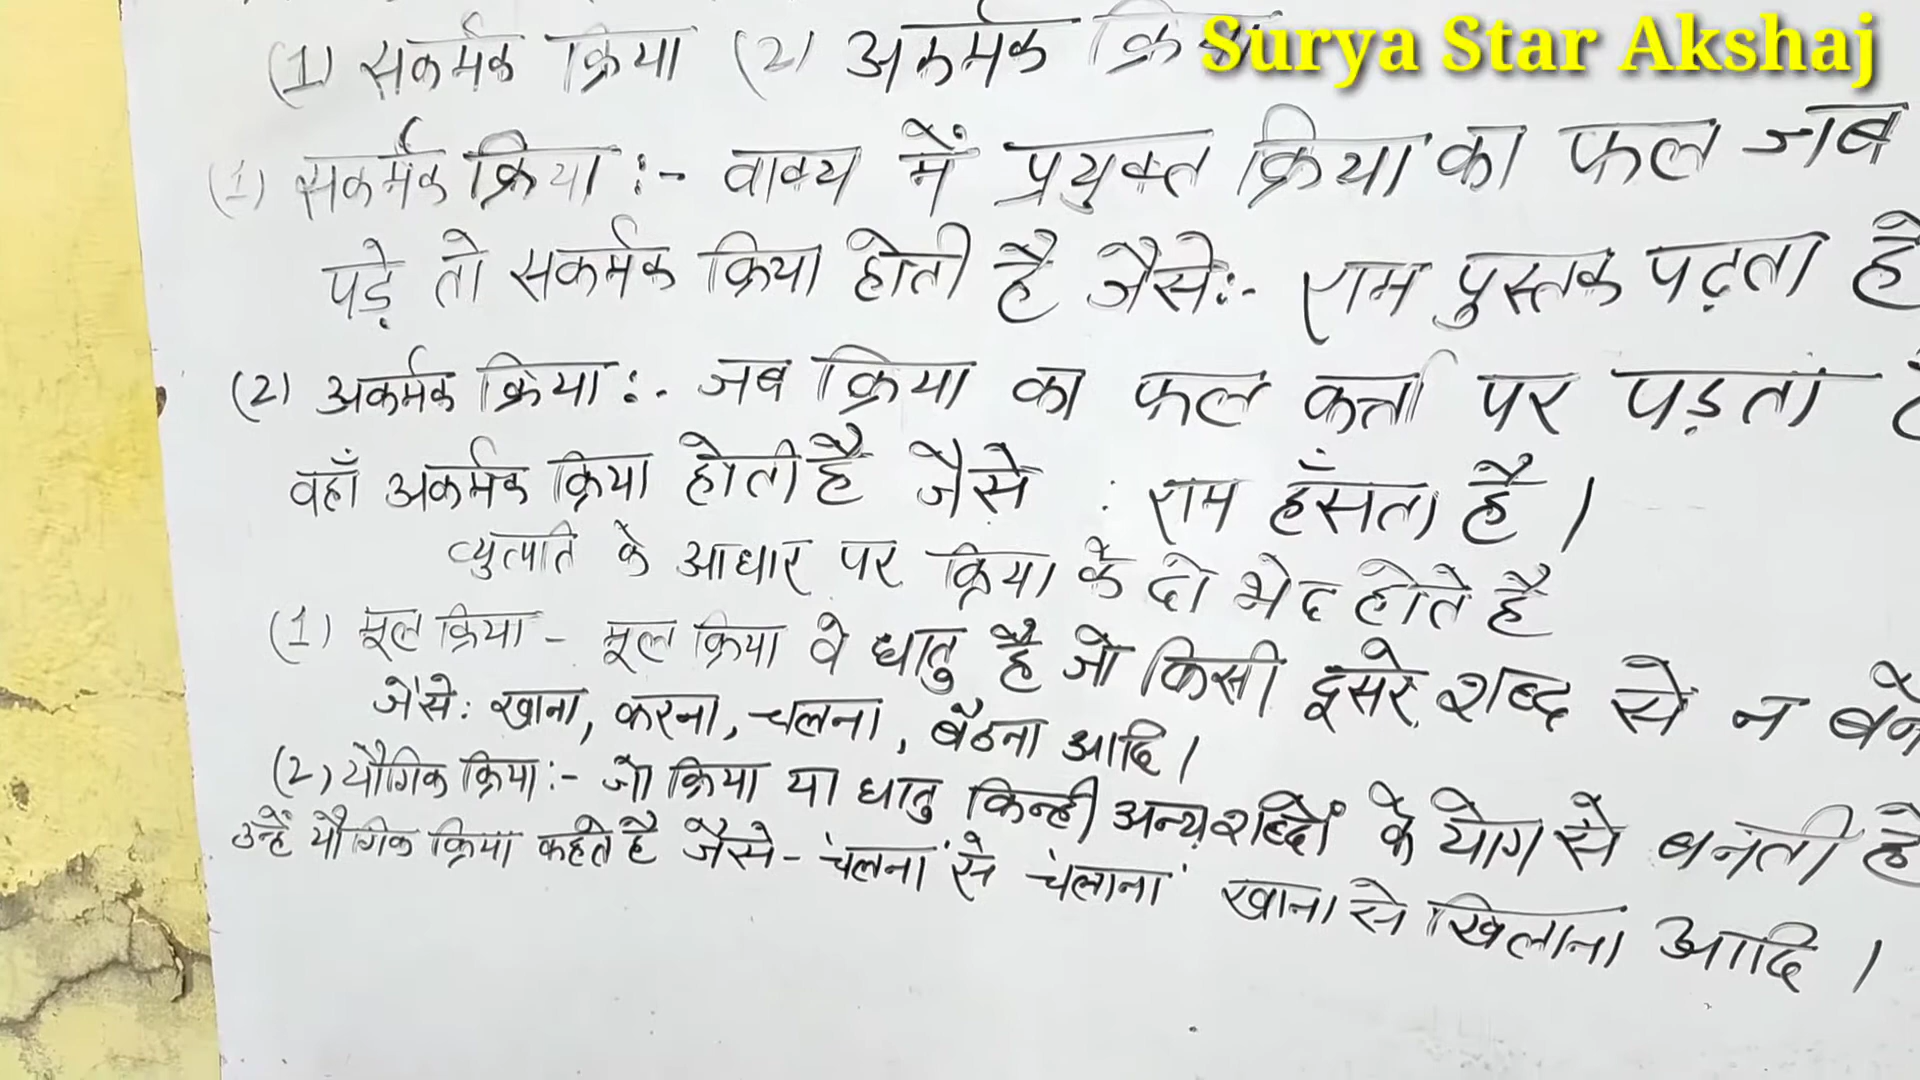 Surya Star Akshaj
(1) सकर्मक क्रिया (2) अकर्मक
(1) सकर्मक क्रिया :- वाक्य में प्रयुक्त क्रिया का फल जब
पड़े तो सकर्मक क्रिया होती है जैसे:- राम पुस्तक पढ़ता है
(2) अकर्मक क्रिया :- जब क्रिया का फल कर्त्ता पर पड़ता
वहाँ अकर्मक क्रिया होती है जैसे : राम हँसता है ।
व्युत्पति के आधार पर क्रिया के दो भेद होते है
(1) मूल क्रिया - मूल क्रिया वे धातु है जो किसी दूसरे शब्द से न बने
जैसे: खाना, करना, चलना, बैठना आदि ।
(2) यौगिक क्रिया :- जो क्रिया या धातु किन्ही अन्य शब्दों के योग से बनती है
उन्हें यौगिक क्रिया कहते है जैसे - चलना से चलाना खाना से खिलाना आदि ।